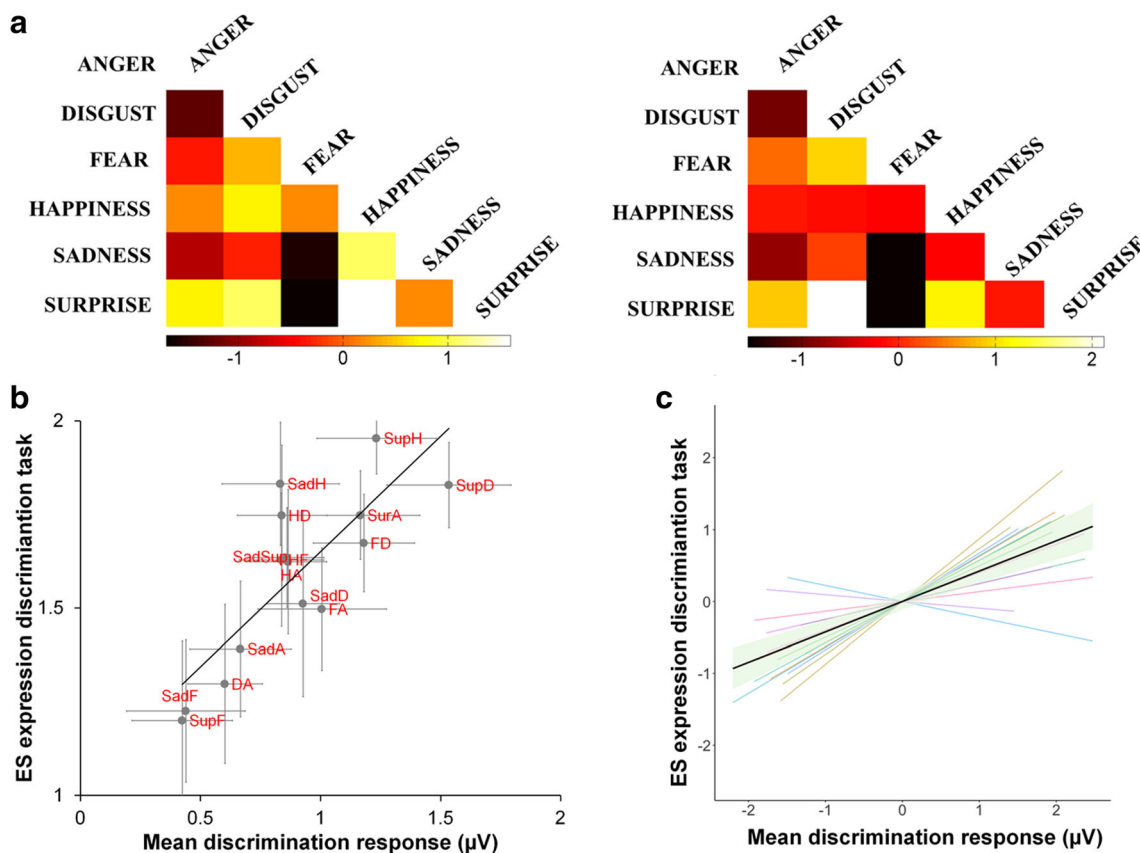 a
ANGER
DISGUST
FEAR
HAPPINESS
SADNESS
SURPRISE
ANGER
DISGUST
FEAR
HAPPINESS
SADNESS
SURPRISE
-1
0
1
ANGER
DISGUST
FEAR
HAPPINESS
SADNESS
SURPRISE
ANGER
DISGUST
FEAR
HAPPINESS
SADNESS
SURPRISE
-1
0
1
2
b
ES expression discrimiantion task
2
1.5
1
SupH
SadH
SupD
HD
SurA
FD
SadSup
HF
HA
SadD
FA
SadA
DA
SadF
SupF
0
0.5
1
1.5
2
Mean discrimination response (µV)
c
ES expression discrimiantion task
2
1
0
-1
-2
-2
-1
0
1
2
Mean discrimination response (µV)